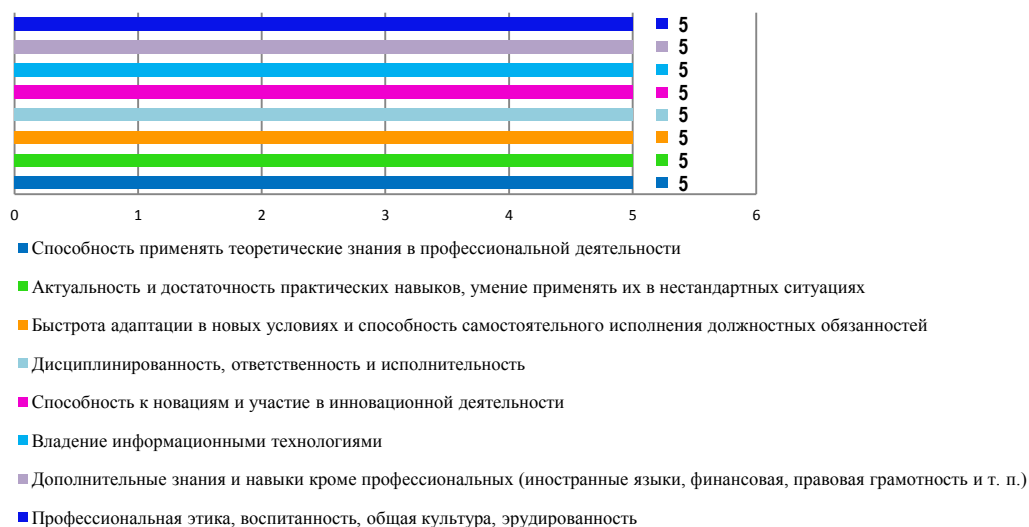 5
5
5
5
5
5
5
5
0 1 2 3 4 5 6
Способность применять теоретические знания в профессиональной деятельности
Актуальность и достаточность практических навыков, умение применять их в нестандартных ситуациях
Быстрота адаптации в новых условиях и способность самостоятельного исполнения должностных обязанностей
Дисциплинированность, ответственность и исполнительность
Способность к новациям и участие в инновационной деятельности
Владение информационными технологиями
Дополнительные знания и навыки кроме профессиональных (иностранные языки, финансовая, правовая грамотность и т. п.)
Профессиональная этика, воспитанность, общая культура, эрудированность